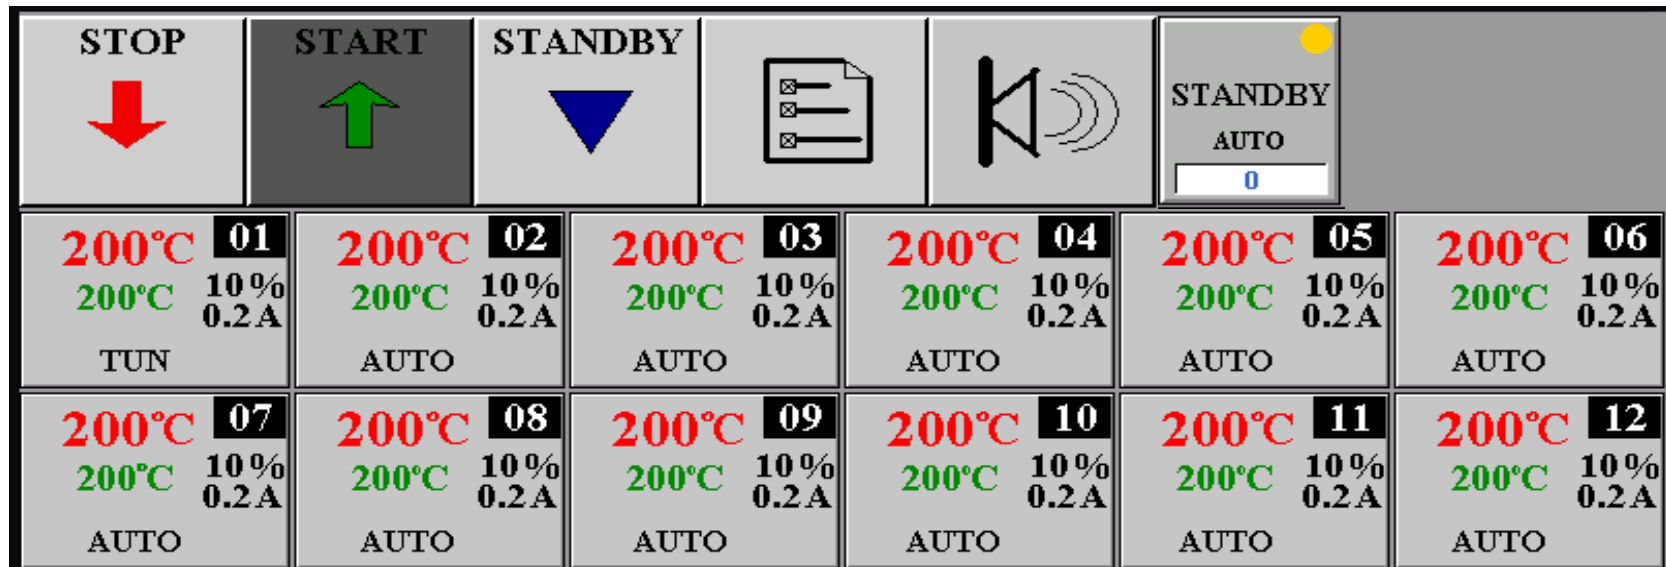 STOP START STANDBY
STANDBY
AUTO
0
200℃ 01 200℃ 02 200℃ 03 200℃ 04 200℃ 05 200℃ 06
200℃ 10% 200℃ 10% 200℃ 10% 200℃ 10% 200℃ 10% 200℃ 10%
0.2A 0.2A 0.2A 0.2A 0.2A 0.2A
TUN AUTO AUTO AUTO AUTO AUTO
200℃ 07 200℃ 08 200℃ 09 200℃ 10 200℃ 11 200℃ 12
200℃ 10% 200℃ 10% 200℃ 10% 200℃ 10% 200℃ 10% 200℃ 10%
0.2A 0.2A 0.2A 0.2A 0.2A 0.2A
AUTO AUTO AUTO AUTO AUTO AUTO